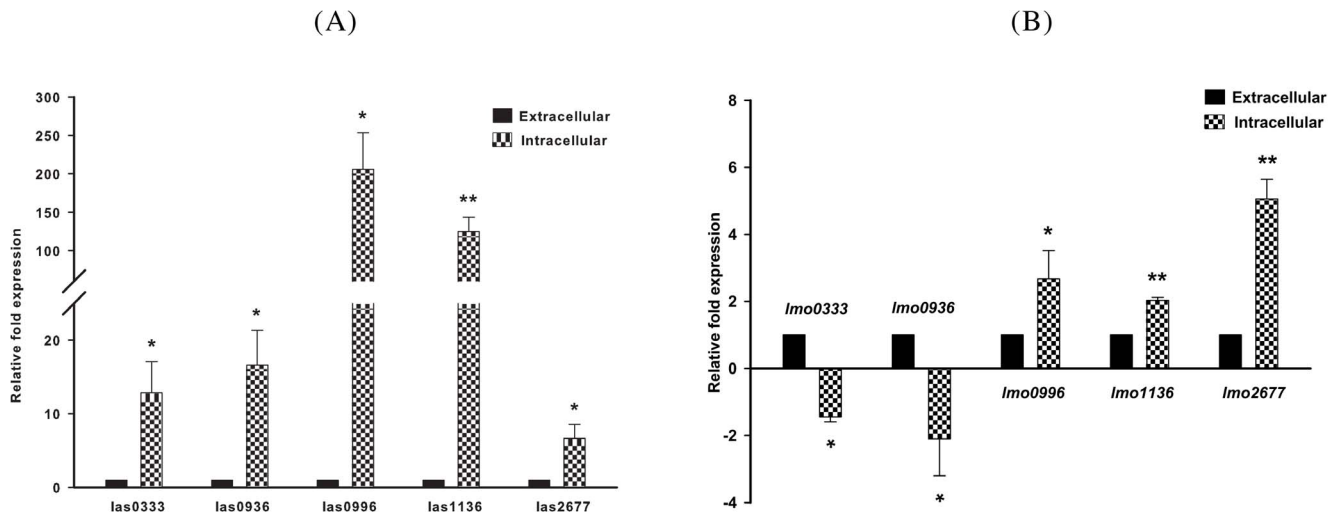 (A)
300
250
200
150
100
20
10
0
Relative fold expression
Extracellular
Intracellular
*
*
*
**
*
las0333 las0936 las0996 las1136 las2677
(B)
8
6
4
2
0
-2
-4
Relative fold expression
Extracellular
Intracellular
lmo0333 lmo0936
*
**
**
lmo0996 lmo1136 lmo2677
*
*